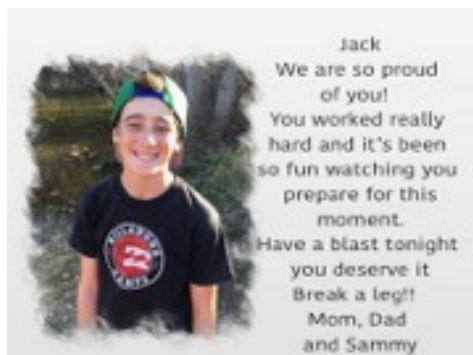 Jack
We are so proud
of you!
You worked really
hard and it's been
so fun watching you
prepare for this
moment.
Have a blast tonight
you deserve it
Break a leg!!
Mom, Dad
and Sammy